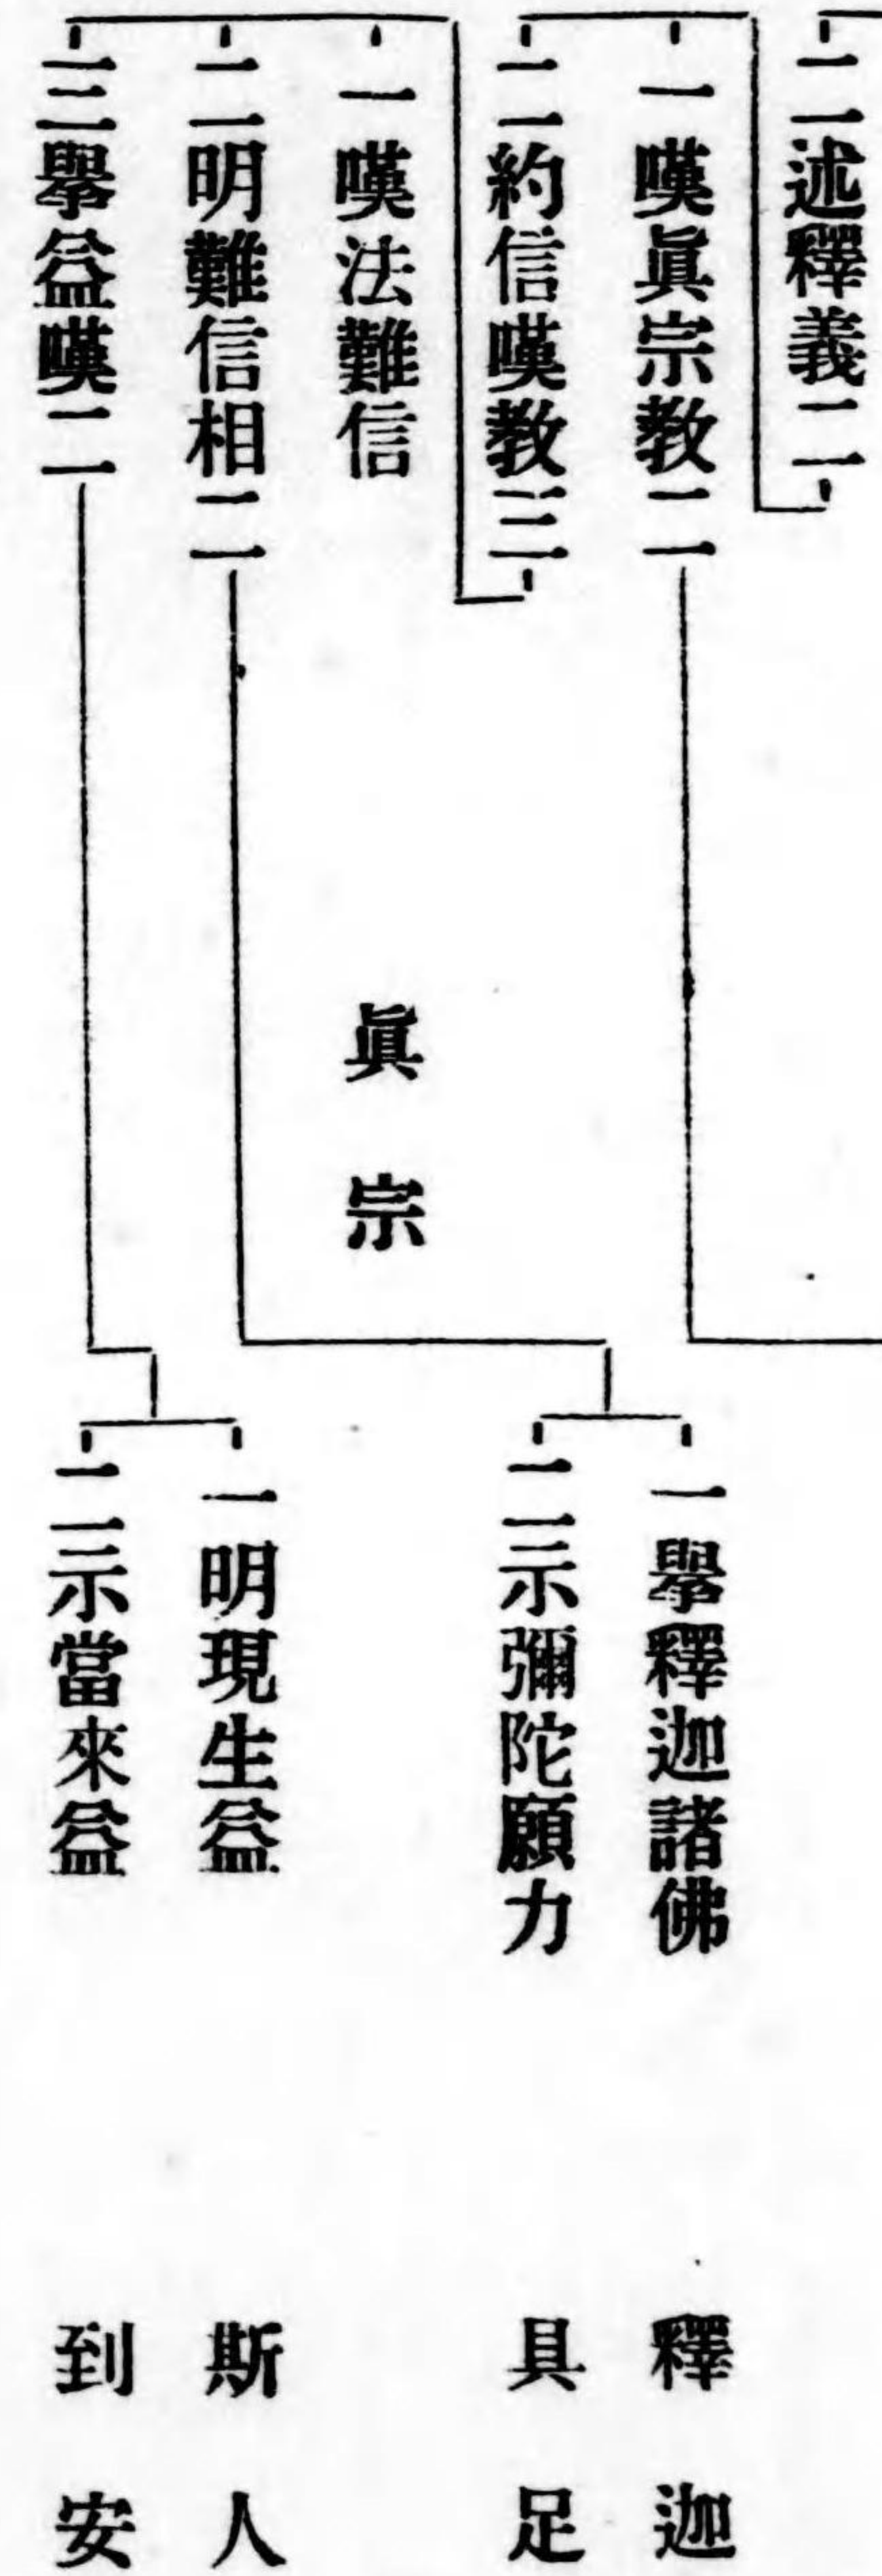 二述釋義二
一嘆眞宗教二
二約信嘆教三
一嘆法難信
眞宗
二明難信相二
三擧益嘆二
一擧釋迦諸佛
釋迦
二示彌陀願力
具足
一明現生益
斯人
二示當來益
到安